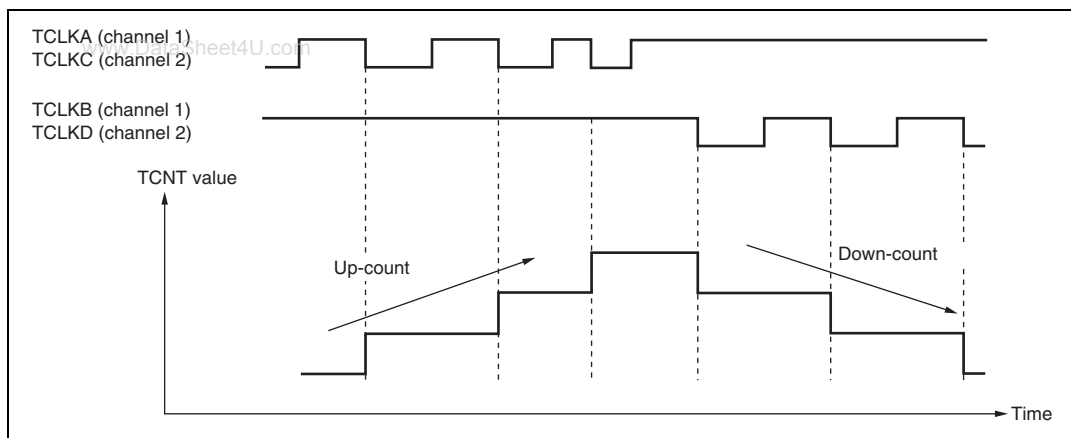 TCLKA (channel 1)
www.DataSheet4U.com
TCLKC (channel 2)
TCLKB (channel 1)
TCLKD (channel 2)
TCNT value
Up-count
Down-count
Time